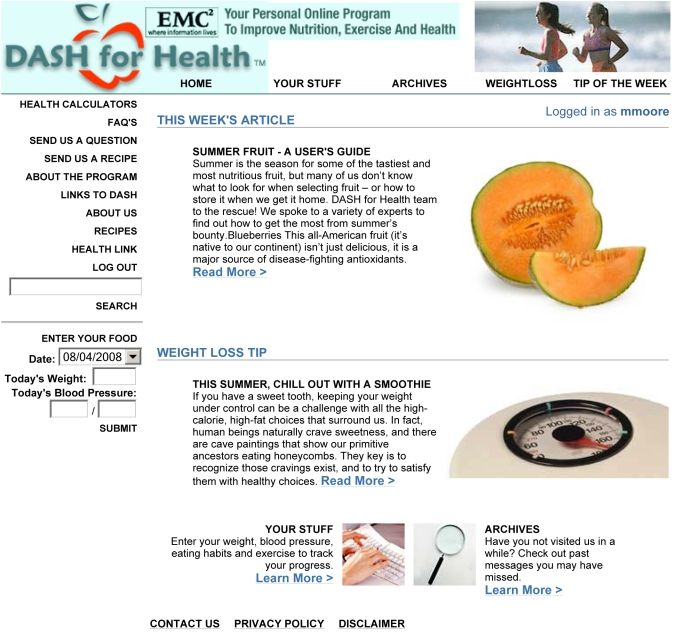 EMC²
where information lives
Your Personal Online Program
To Improve Nutrition, Exercise And Health
DASH for Health TM
HOME YOUR STUFF ARCHIVES WEIGHTLOSS TIP OF THE WEEK
HEALTH CALCULATORS
FAQ'S
SEND US A QUESTION
SEND US A RECIPE
ABOUT THE PROGRAM
LINKS TO DASH
ABOUT US
RECIPES
HEALTH LINK
LOG OUT
SEARCH
ENTER YOUR FOOD
Date: 08/04/2008
Today's Weight:
Today's Blood Pressure:
/
SUBMIT
Logged in as mmoore
THIS WEEK'S ARTICLE
SUMMER FRUIT - A USER'S GUIDE
Summer is the season for some of the tastiest and
most nutritious fruit, but many of us don't know
what to look for when selecting fruit – or how to
store it when we get it home. DASH for Health team
to the rescue! We spoke to a variety of experts to
find out how to get the most from summer's
bounty.Blueberries This all-American fruit (it's
native to our continent) isn't just delicious, it is a
major source of disease-fighting antioxidants.
Read More >
WEIGHT LOSS TIP
THIS SUMMER, CHILL OUT WITH A SMOOTHIE
If you have a sweet tooth, keeping your weight
under control can be a challenge with all the high-
calorie, high-fat choices that surround us. In fact,
human beings naturally crave sweetness, and there
are cave paintings that show our primitive
ancestors eating honeycombs. They key is to
recognize those cravings exist, and to try to satisfy
them with healthy choices. Read More >
YOUR STUFF
Enter your weight, blood pressure,
eating habits and exercise to track
your progress.
Learn More >
ARCHIVES
Have you not visited us in a
while? Check out past
messages you may have
missed.
Learn More >
CONTACT US PRIVACY POLICY DISCLAIMER